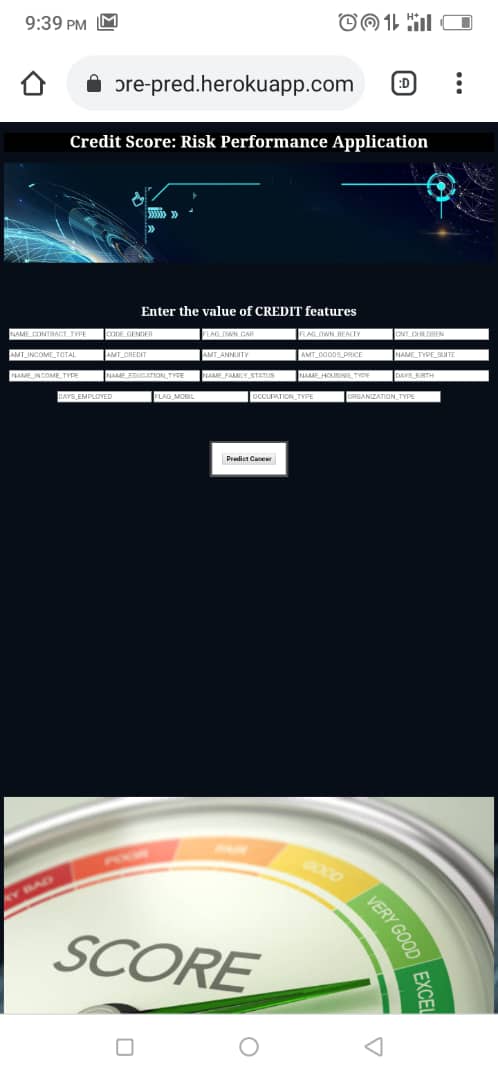 9:39 PM
H+
ore-pred.herokuapp.com :D
Credit Score: Risk Performance Application
Enter the value of CREDIT features
NAME_CONTRACT_TYPE CODE_GENDER FLAG_OWN_CAR FLAG_OWN_REALTY CNT_CHILDREN
AMT_INCOME_TOTAL AMT_CREDIT AMT_ANNUITY AMT_GOODS_PRICE NAME_TYPE_SUITE
NAME_INCOME_TYPE NAME_EDUCATION_TYPE NAME_FAMILY_STATUS NAME_HOUSING_TYPE DAYS_BIRTH
DAYS_EMPLOYED FLAG_MOBIL OCCUPATION_TYPE ORGANIZATION_TYPE
Predict Cancer
RY BAD
POOR
FAIR
GOOD
VERY GOOD
EXCEL
SCORE